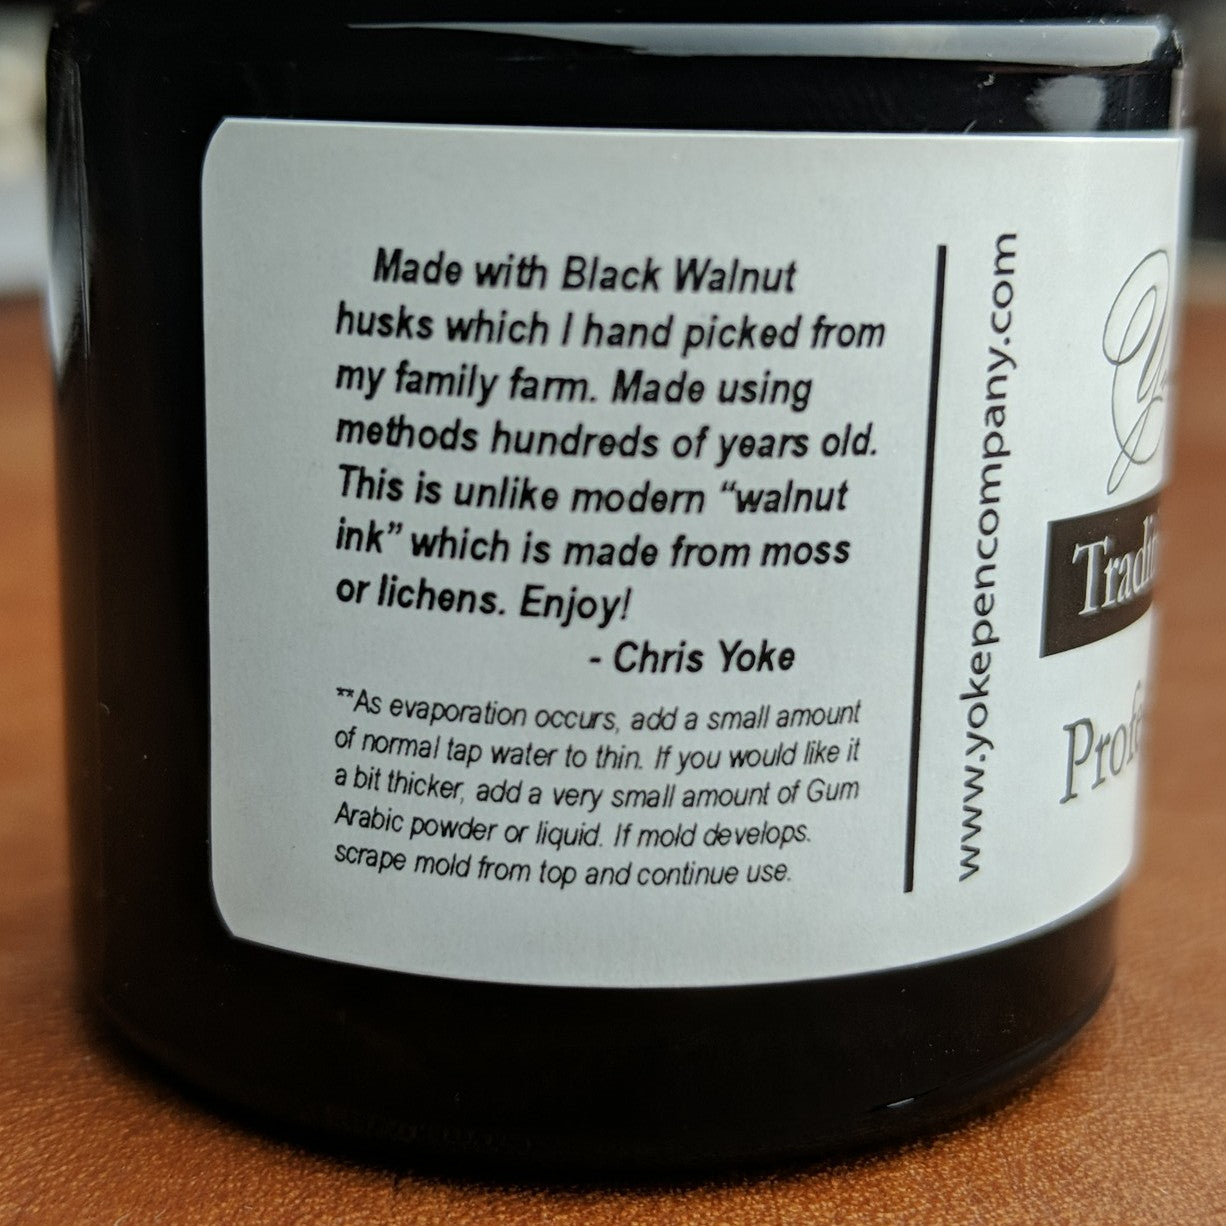 Made with Black Walnut
husks which I hand picked from
my family farm. Made using
methods hundreds of years old.
This is unlike modern “walnut
ink” which is made from moss
or lichens. Enjoy!
- Chris Yoke
**As evaporation occurs, add a small amount
of normal tap water to thin. If you would like it
a bit thicker, add a very small amount of Gum
Arabic powder or liquid. If mold develops.
scrape mold from top and continue use.
www.yokepencompany.com